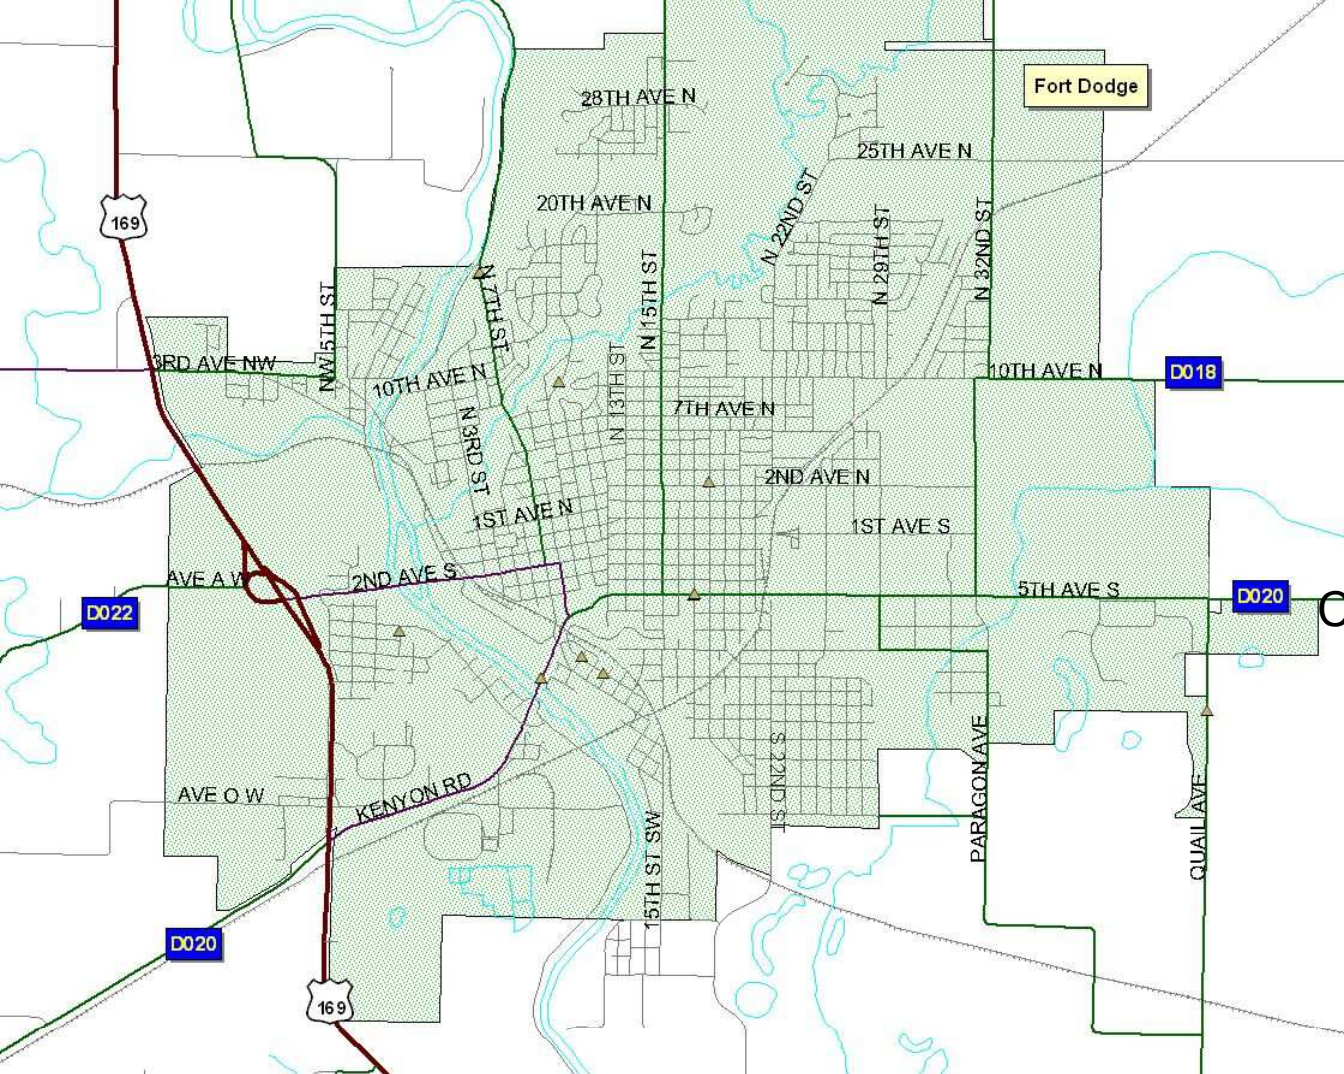 Fort Dodge
28TH AVE N
25TH AVE N
20TH AVE N
N 22ND ST
169
N 29TH ST
N 32ND ST
N 15TH ST
N 7TH ST
NW 5TH ST
3RD AVE NW
10TH AVE N
10TH AVE N
D018
N 13TH ST
7TH AVE N
N 3RD ST
2ND AVE N
1ST AVE N
1ST AVE S
AVE A W
2ND AVE S
5TH AVE S
D020
D022
PARAGON AVE
S 22ND ST
AVE O W
KENYON RD
QUAIL AVE
15TH ST SW
D020
169